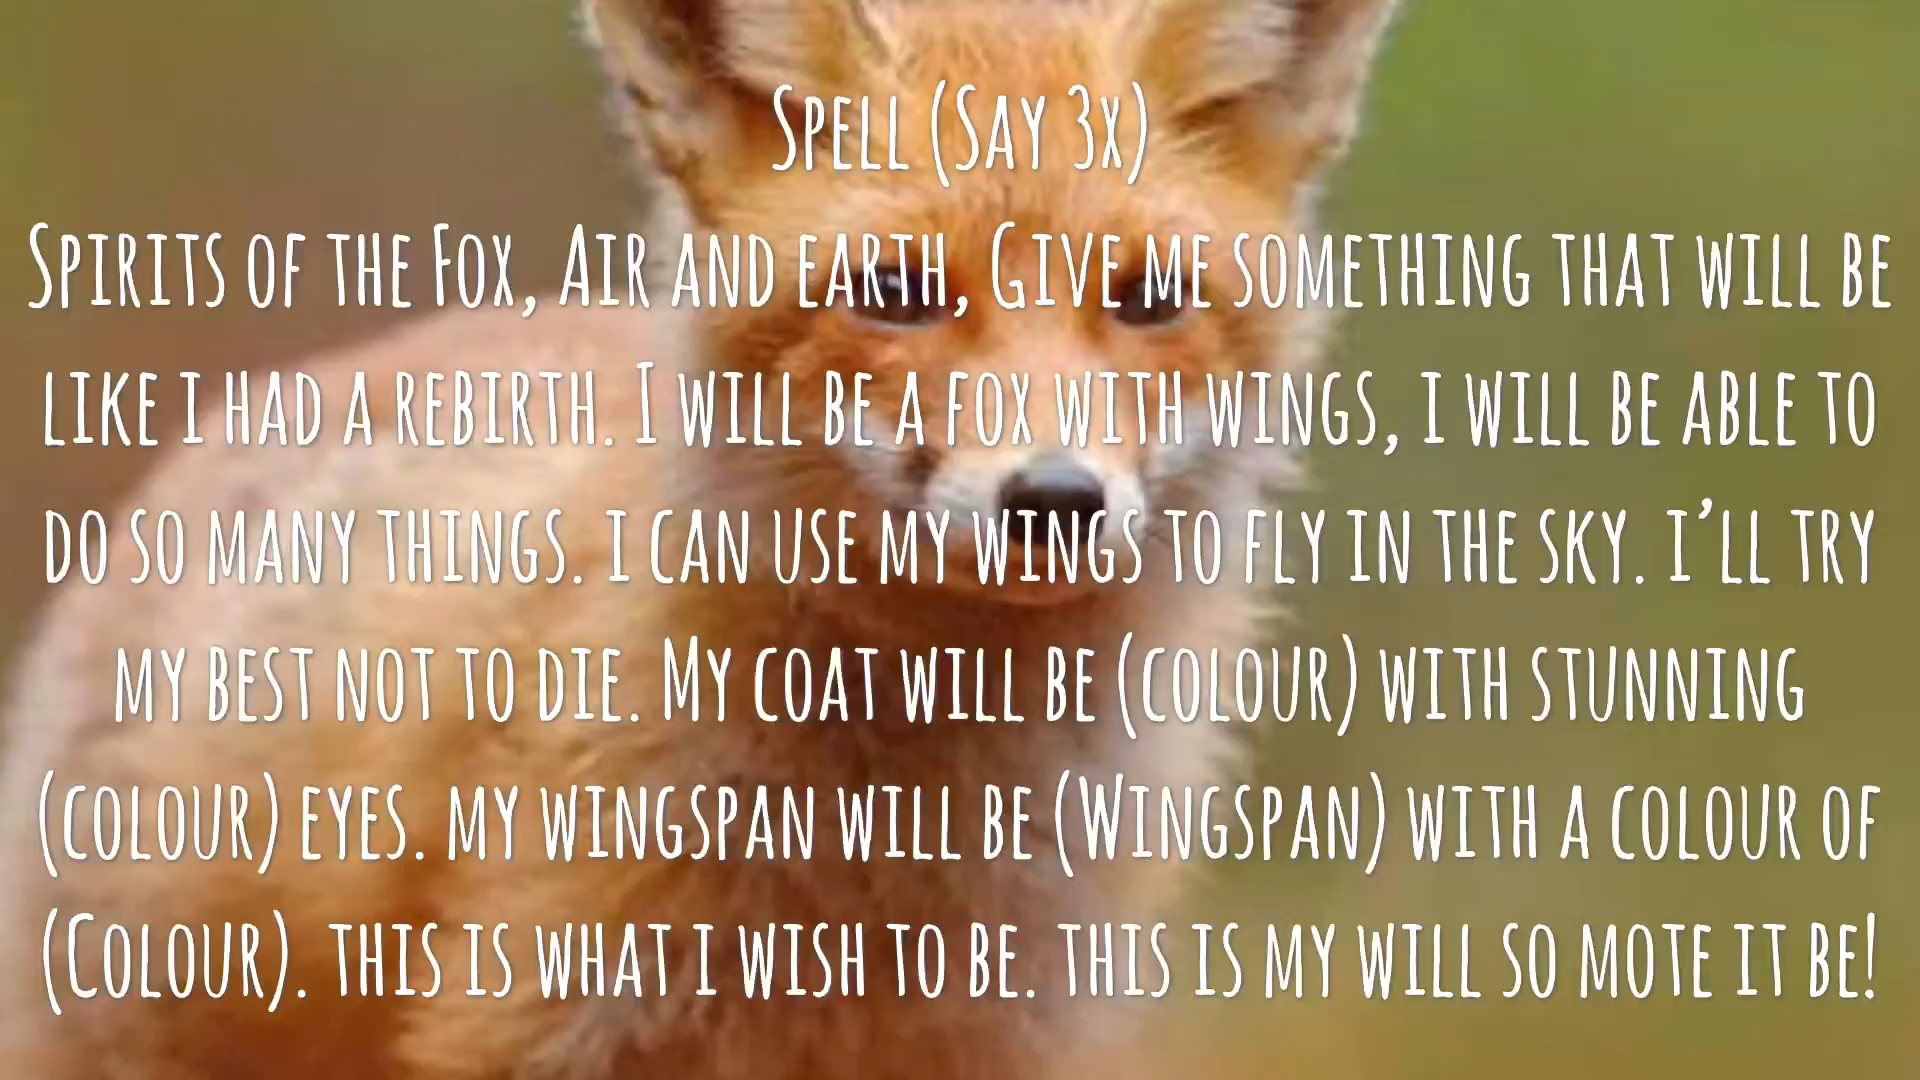 Spell (Say 3x)
Spirits of the Fox, Air and earth, Give me something that will be
like i had a rebirth. I will be a fox with wings, i will be able to
do so many things. i can use my wings to fly in the sky. i'll try
my best not to die. My coat will be (colour) with stunning
(colour) eyes. my wingspan will be (Wingspan) with a colour of
(Colour). this is what i wish to be. this is my will so mote it be!